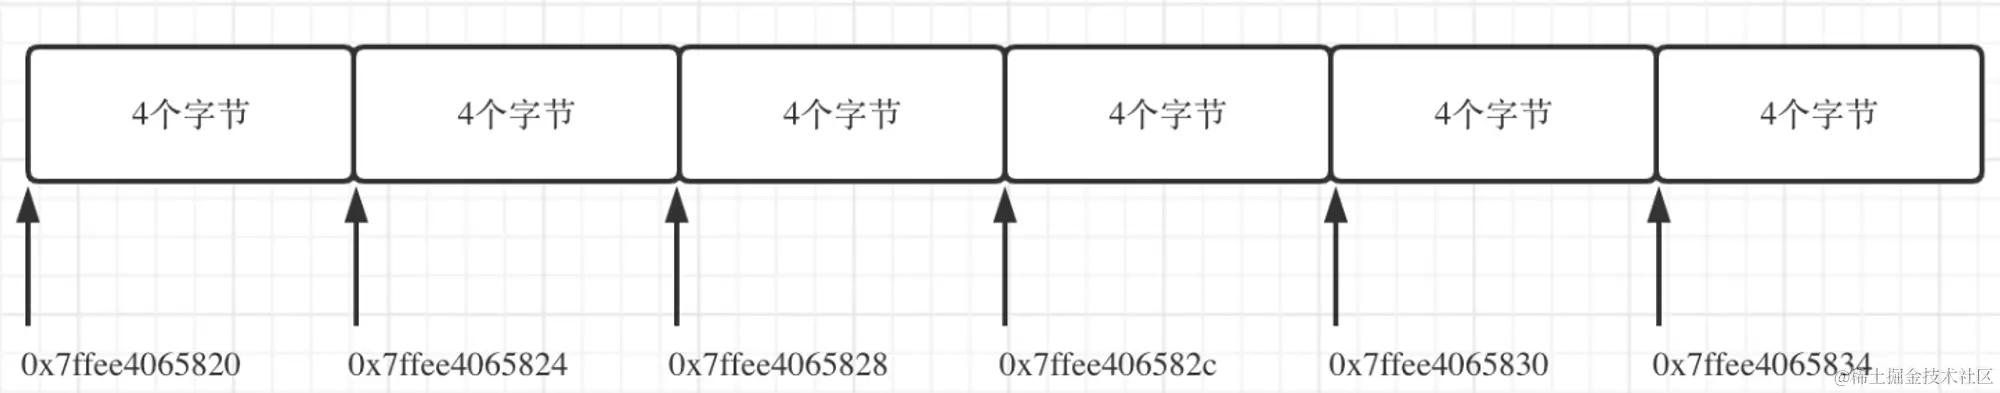 4个字节 4个字节 4个字节 4个字节 4个字节 4个字节
0x7ffee4065820 0x7ffee4065824 0x7ffee4065828 0x7ffee406582c 0x7ffee4065830 0x7ffee4065834
@稀土掘金技术社区